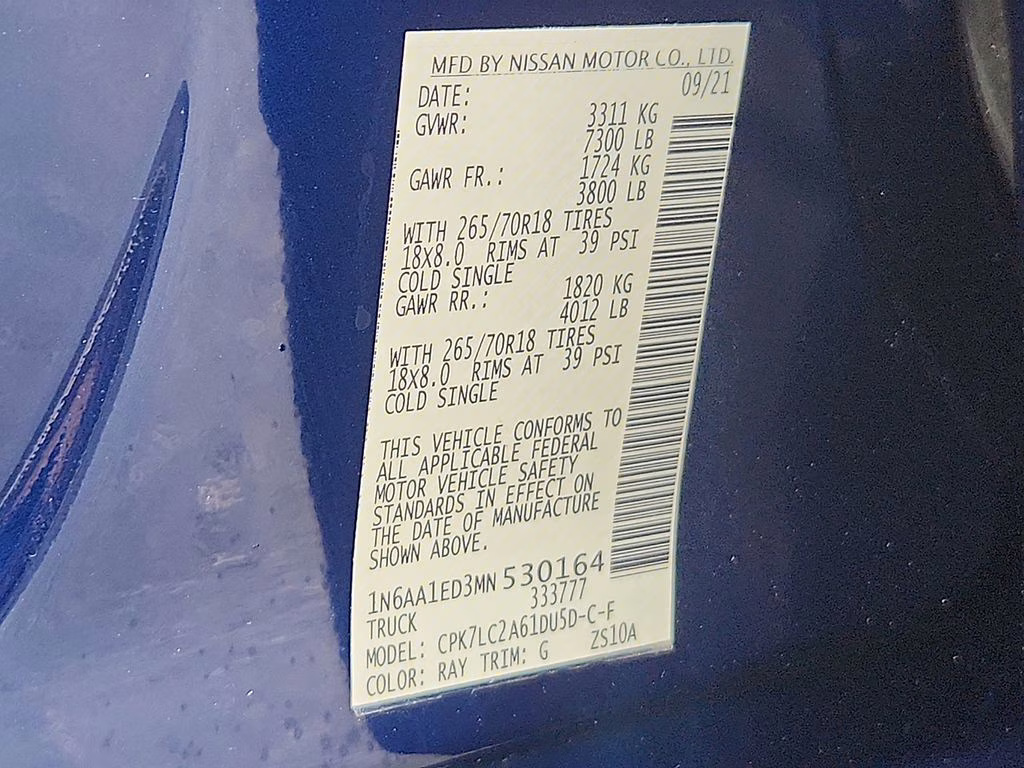 MFD BY NISSAN MOTOR CO., LTD.
DATE: 09/21
GVWR: 3311 KG
7300 LB
GAWR FR.: 1724 KG
3800 LB
WITH 265/70R18 TIRES
18X8.0 RIMS AT 39 PSI
COLD SINGLE
GAWR RR.: 1820 KG
4012 LB
WITH 265/70R18 TIRES
18X8.0 RIMS AT 39 PSI
COLD SINGLE
THIS VEHICLE CONFORMS TO
ALL APPLICABLE FEDERAL
MOTOR VEHICLE SAFETY
STANDARDS IN EFFECT ON
THE DATE OF MANUFACTURE
SHOWN ABOVE.
1N6AA1ED3MN530164
TRUCK 333777
MODEL: CPK7LC2A61DU5D-C-F
COLOR: RAY TRIM: G ZS10A